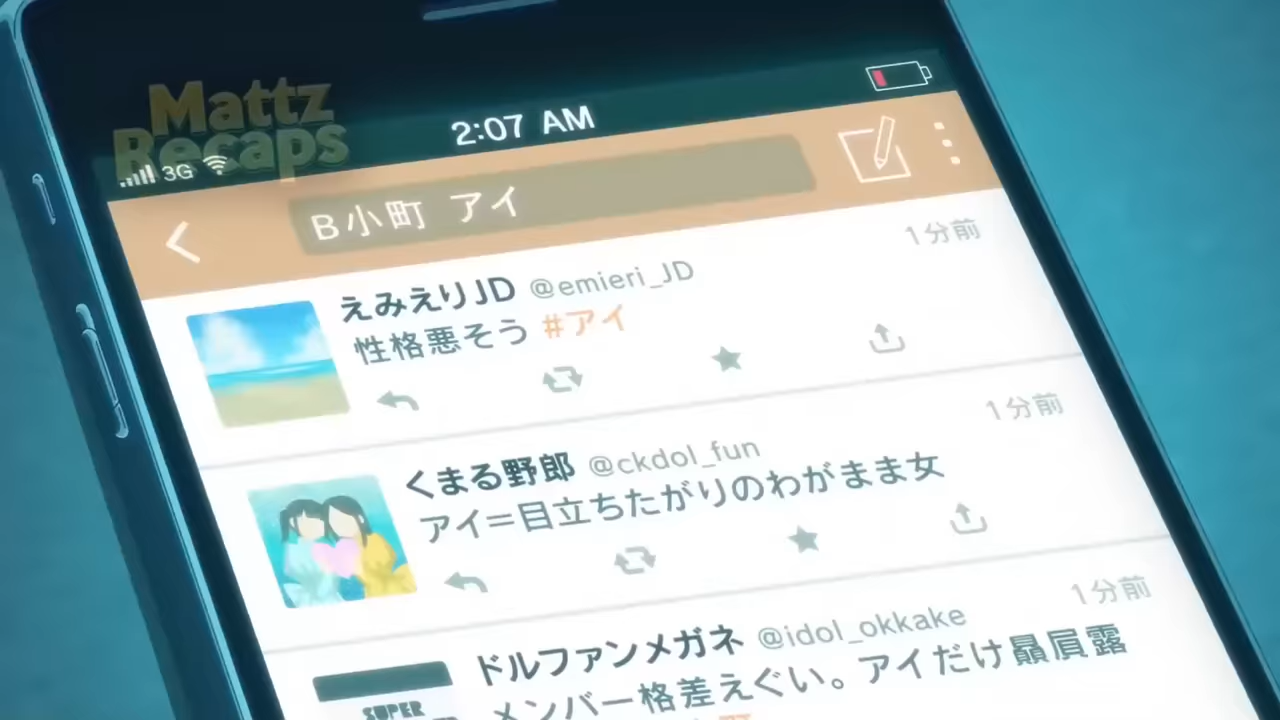 Mattz
Recaps
3G
2:07 AM
B小町 アイ
1分前
えみえりJD @emieri_JD
性格悪そう #アイ
1分前
くまる野郎 @ckdol_fun
アイ=目立ちたがりのわがまま女
1分前
ドルファンメガネ @idol_okkake
メンバー格差えぐい。アイだけ贔屓露
SUPER